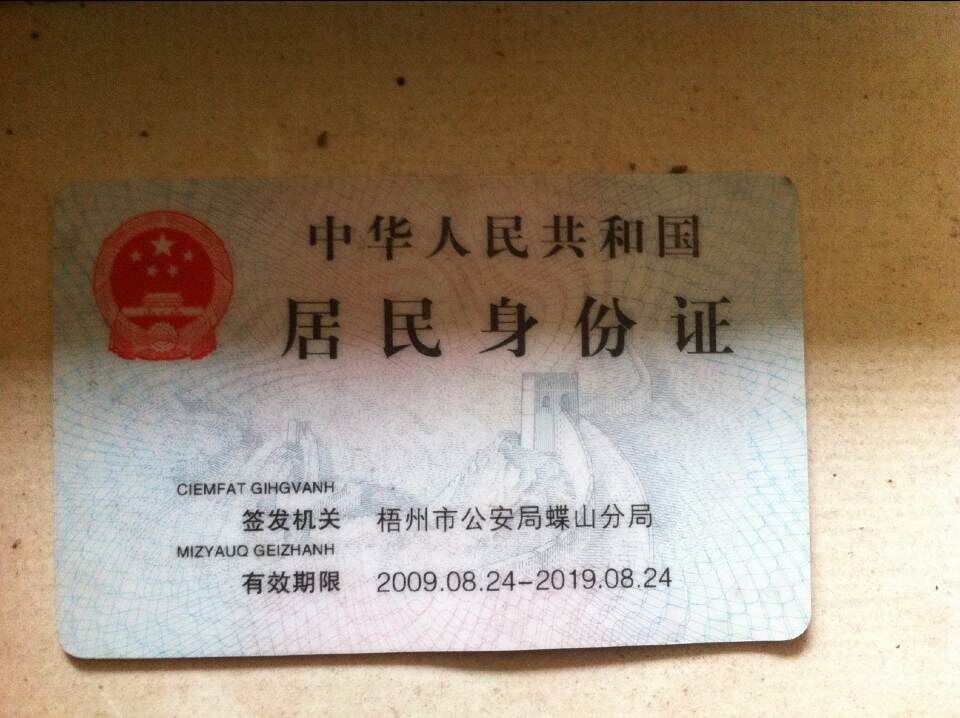 中华人民共和国
居民身份证
CIEMFAT GIHGVANH
签发机关 梧州市公安局蝶山分局
MIZYAUQ GEIZHANH
有效期限 2009.08.24-2019.08.24